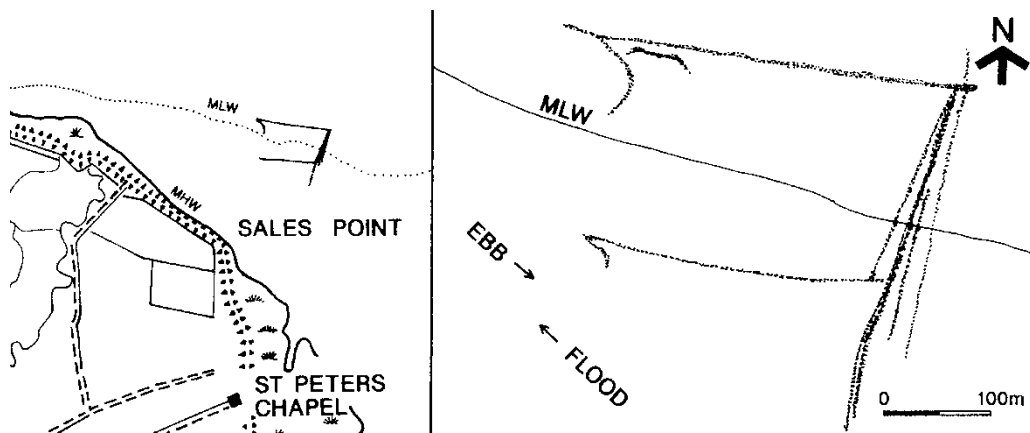 MLW
MHW
SALES POINT
ST PETERS
CHAPEL
N
MLW
EBB →
← FLOOD
0 100m